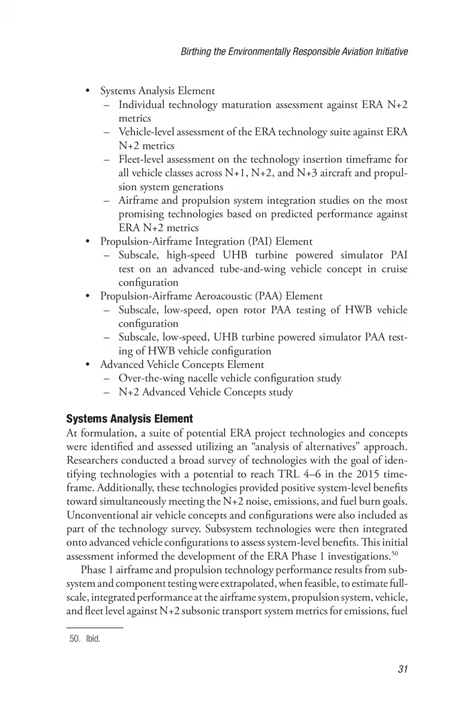 Birthing the Environmentally Responsible Aviation Initiative
• Systems Analysis Element
– Individual technology maturation assessment against ERA N+2
metrics
– Vehicle-level assessment of the ERA technology suite against ERA
N+2 metrics
– Fleet-level assessment on the technology insertion timeframe for
all vehicle classes across N+1, N+2, and N+3 aircraft and propul-
sion system generations
– Airframe and propulsion system integration studies on the most
promising technologies based on predicted performance against
ERA N+2 metrics
• Propulsion-Airframe Integration (PAI) Element
– Subscale, high-speed UHB turbine powered simulator PAI
test on an advanced tube-and-wing vehicle concept in cruise
configuration
• Propulsion-Airframe Aeroacoustic (PAA) Element
– Subscale, low-speed, open rotor PAA testing of HWB vehicle
configuration
– Subscale, low-speed, UHB turbine powered simulator PAA test-
ing of HWB vehicle configuration
• Advanced Vehicle Concepts Element
– Over-the-wing nacelle vehicle configuration study
– N+2 Advanced Vehicle Concepts study
Systems Analysis Element
At formulation, a suite of potential ERA project technologies and concepts
were identified and assessed utilizing an “analysis of alternatives” approach.
Researchers conducted a broad survey of technologies with the goal of iden-
tifying technologies with a potential to reach TRL 4–6 in the 2015 time-
frame. Additionally, these technologies provided positive system-level benefits
toward simultaneously meeting the N+2 noise, emissions, and fuel burn goals.
Unconventional air vehicle concepts and configurations were also included as
part of the technology survey. Subsystem technologies were then integrated
onto advanced vehicle configurations to assess system-level benefits. This initial
assessment informed the development of the ERA Phase 1 investigations.50
Phase 1 airframe and propulsion technology performance results from sub-
system and component testing were extrapolated, when feasible, to estimate full-
scale, integrated performance at the airframe system, propulsion system, vehicle,
and fleet level against N+2 subsonic transport system metrics for emissions, fuel
50. Ibid.
31